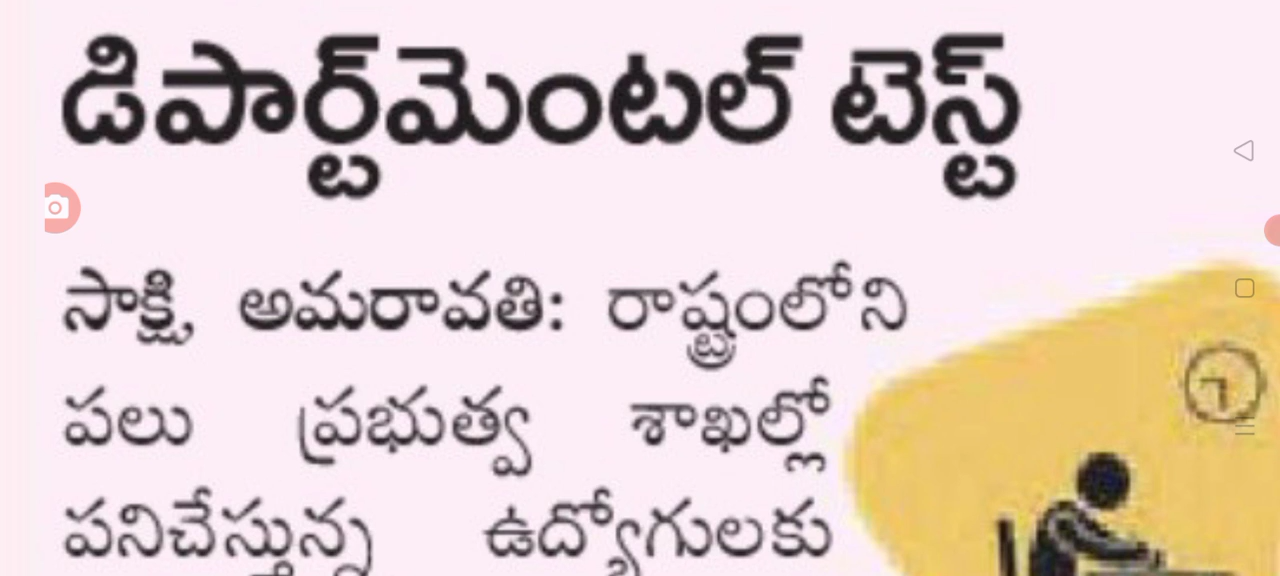 డిపార్ట్‌మెంటల్ టెస్ట్
సాక్షి, అమరావతి: రాష్ట్రంలోని
పలు ప్రభుత్వ శాఖల్లో
పనిచేస్తున్న ఉద్యోగులకు